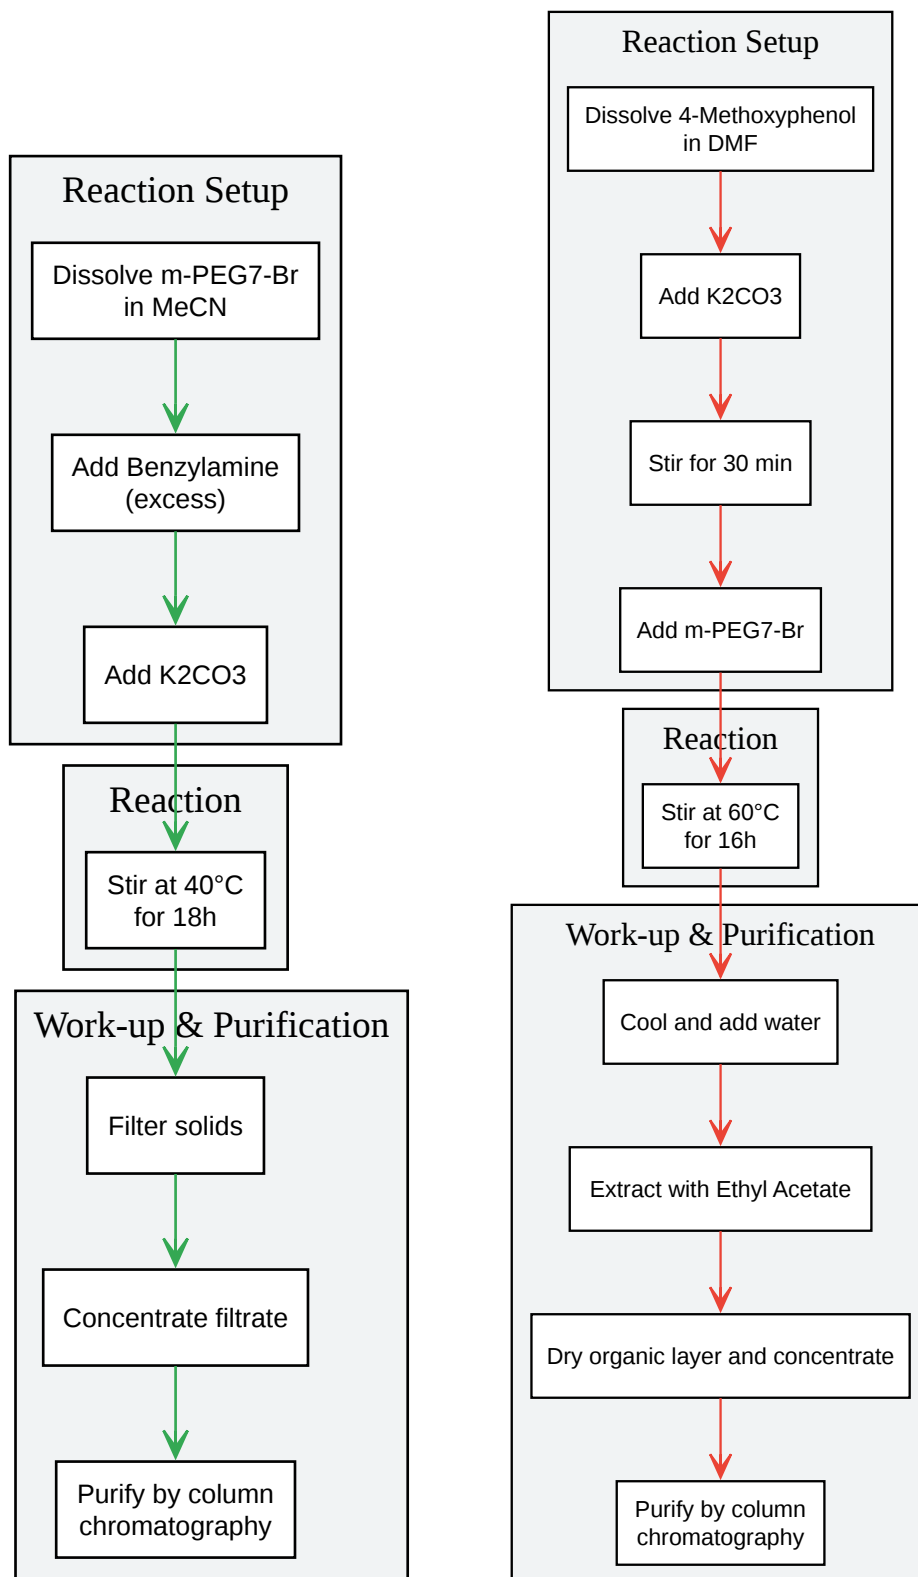 Reaction Setup
Dissolve m-PEG7-Br
in MeCN
Add Benzylamine
(excess)
Add K2CO3
Reaction
Stir at 40°C
for 18h
Work-up & Purification
Filter solids
Concentrate filtrate
Purify by column
chromatography
Reaction Setup
Dissolve 4-Methoxyphenol
in DMF
Add K2CO3
Stir for 30 min
Add m-PEG7-Br
Reaction
Stir at 60°C
for 16h
Work-up & Purification
Cool and add water
Extract with Ethyl Acetate
Dry organic layer and concentrate
Purify by column
chromatography